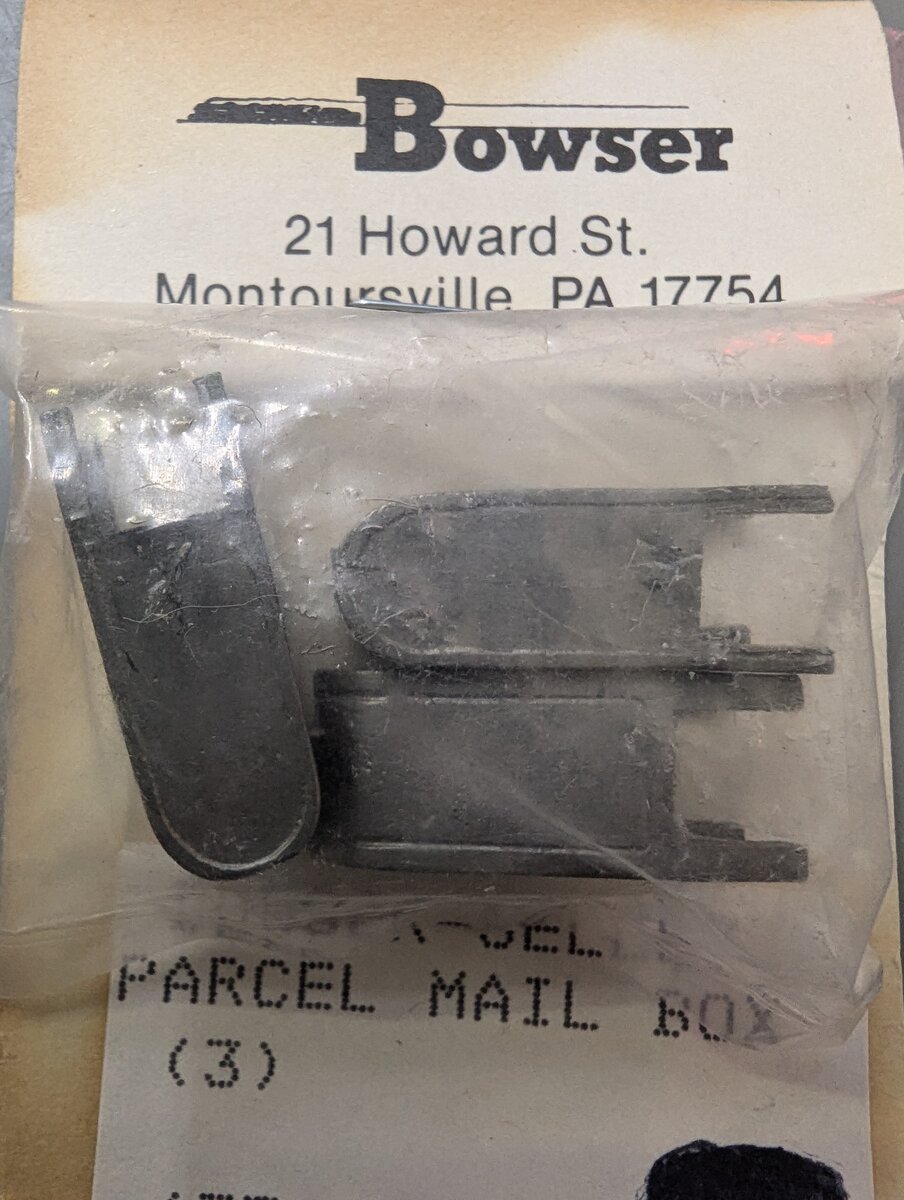 Bowser
21 Howard St.
Montoursville, PA 17754
PARCEL MAIL BOX
(3)